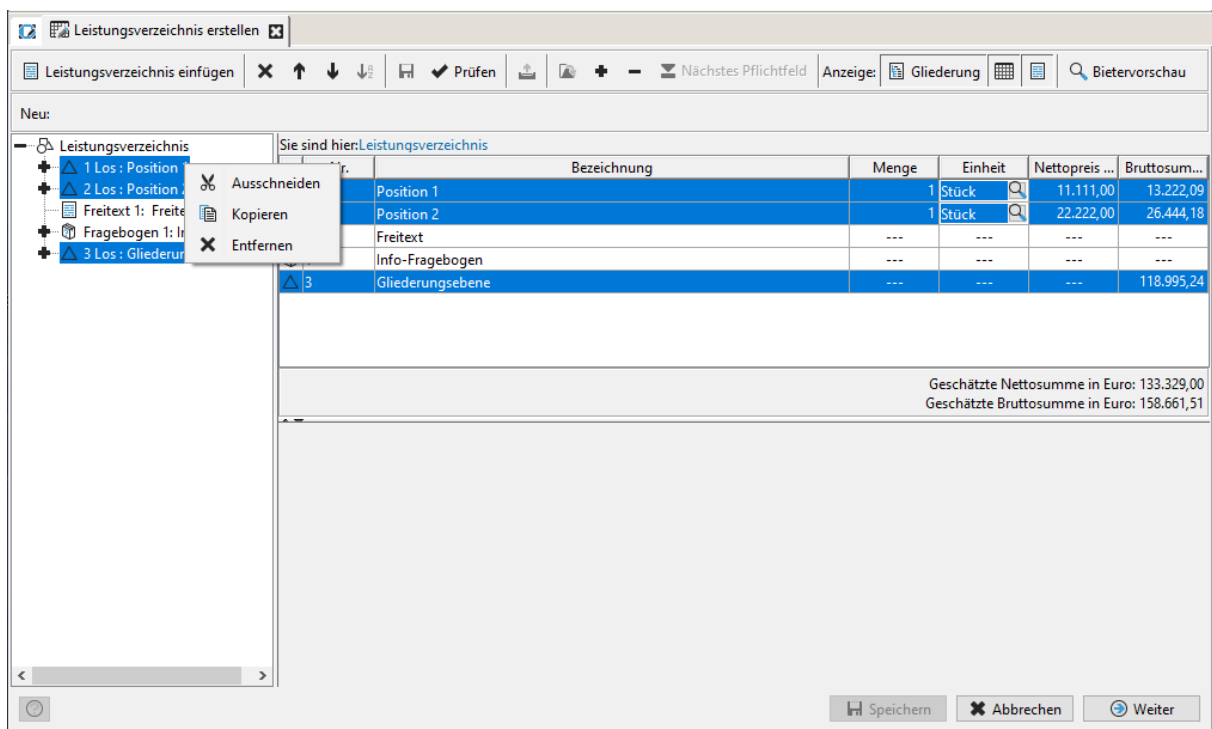 Leistungsverzeichnis erstellen
Leistungsverzeichnis einfügen Prüfen Nächstes Pflichtfeld Anzeige: Gliederung Bietervorschau
Neu:
Leistungsverzeichnis
1 Los : Position
2 Los : Position
Freitext 1: Freite
Fragebogen 1: I
3 Los : Gliederu
Ausschneiden
Kopieren
Entfernen
Sie sind hier:Leistungsverzeichnis
Bezeichnung Menge Einheit Nettopreis ... Bruttosum...
Position 1 1 Stück 11.111,00 13.222,09
Position 2 1 Stück 22.222,00 26.444,18
Freitext --- --- --- ---
Info-Fragebogen --- --- --- ---
3 Gliederungsebene --- --- --- 118.995,24
Geschätzte Nettosumme in Euro: 133.329,00
Geschätzte Bruttosumme in Euro: 158.661,51
Speichern Abbrechen Weiter